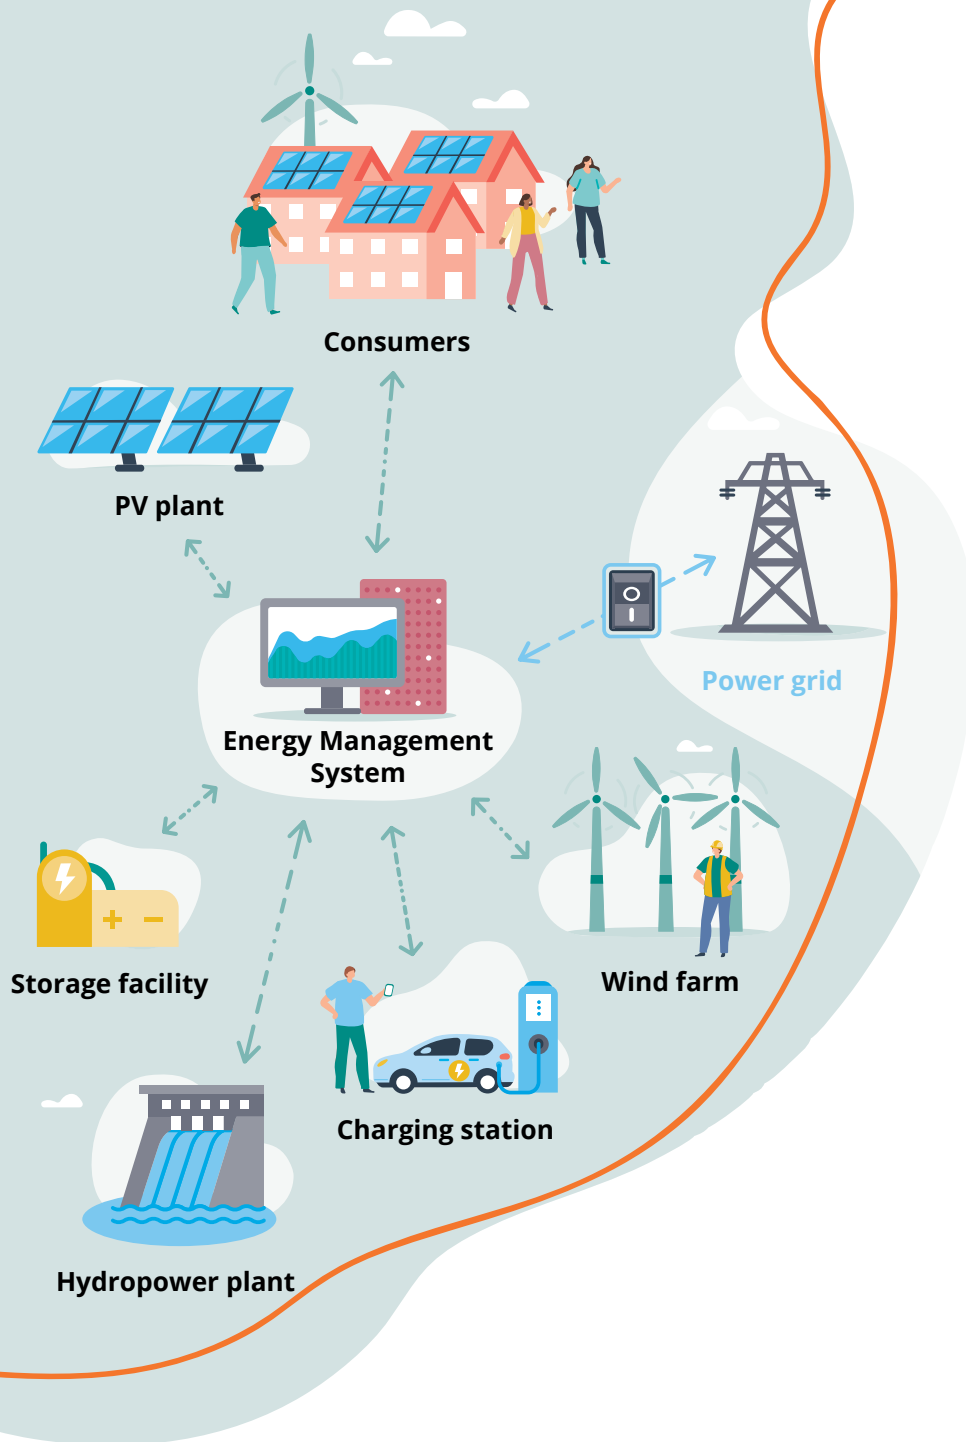 Consumers
PV plant
Power grid
Energy Management
System
Storage facility
Wind farm
Charging station
Hydropower plant